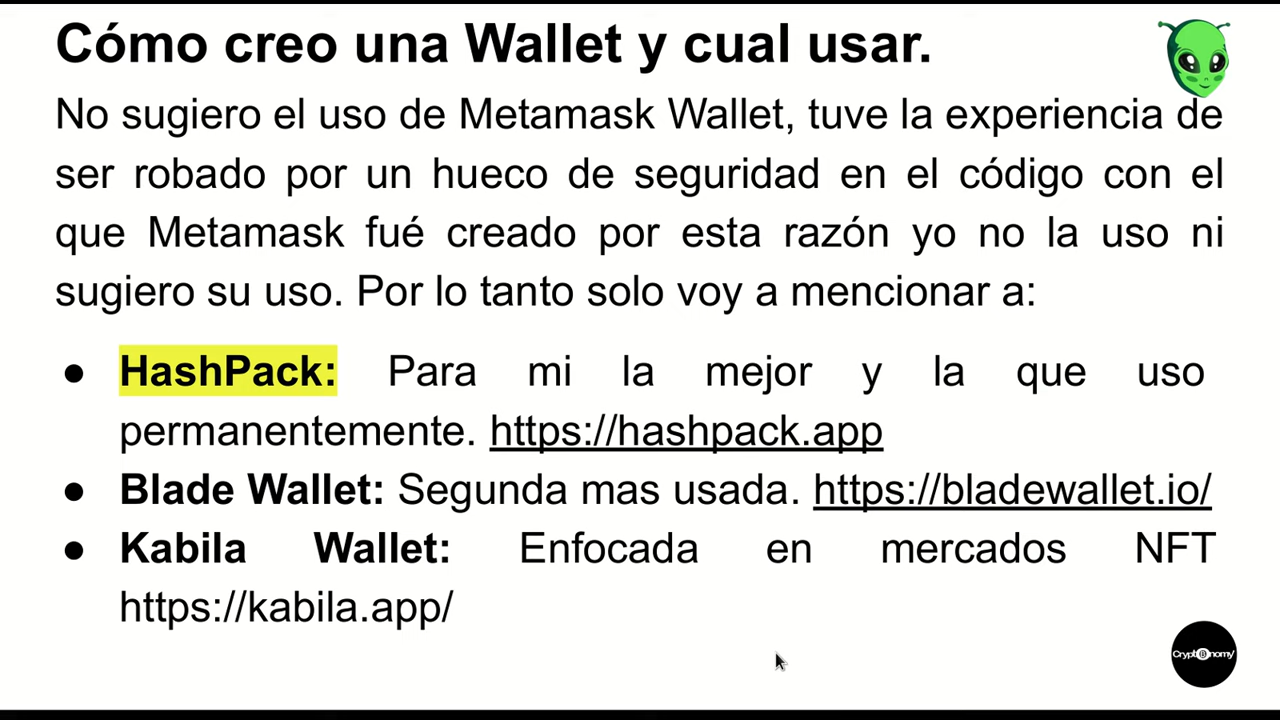 Cómo creo una Wallet y cual usar.
No sugiero el uso de Metamask Wallet, tuve la experiencia de
ser robado por un hueco de seguridad en el código con el
que Metamask fué creado por esta razón yo no la uso ni
sugiero su uso. Por lo tanto solo voy a mencionar a:
● HashPack: Para mi la mejor y la que uso
permanentemente. https://hashpack.app
● Blade Wallet: Segunda mas usada. https://bladewallet.io/
● Kabila Wallet: Enfocada en mercados NFT
https://kabila.app/
Crypt₿nomy